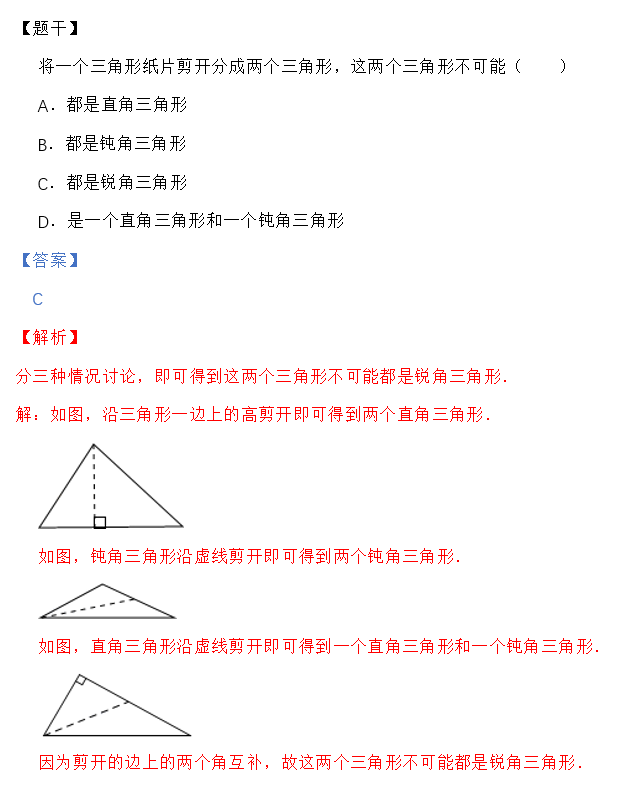 【题干】
将一个三角形纸片剪开分成两个三角形，这两个三角形不可能（　　）
A．都是直角三角形
B．都是钝角三角形
C．都是锐角三角形
D．是一个直角三角形和一个钝角三角形
【答案】
C
【解析】
分三种情况讨论，即可得到这两个三角形不可能都是锐角三角形．
解：如图，沿三角形一边上的高剪开即可得到两个直角三角形．
如图，钝角三角形沿虚线剪开即可得到两个钝角三角形．
如图，直角三角形沿虚线剪开即可得到一个直角三角形和一个钝角三角形．
因为剪开的边上的两个角互补，故这两个三角形不可能都是锐角三角形．